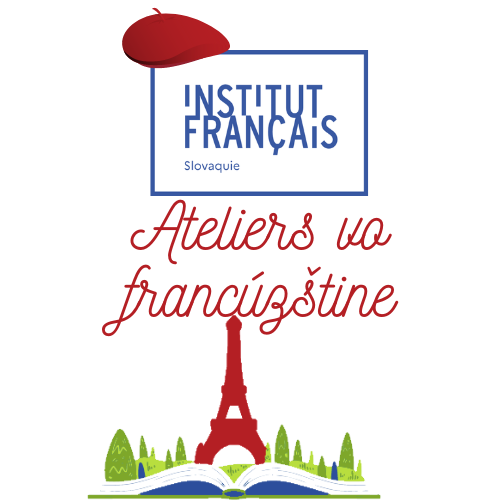 INSTITUT
FRANÇAIS
Slovaquie
Ateliers vo
francúzštine